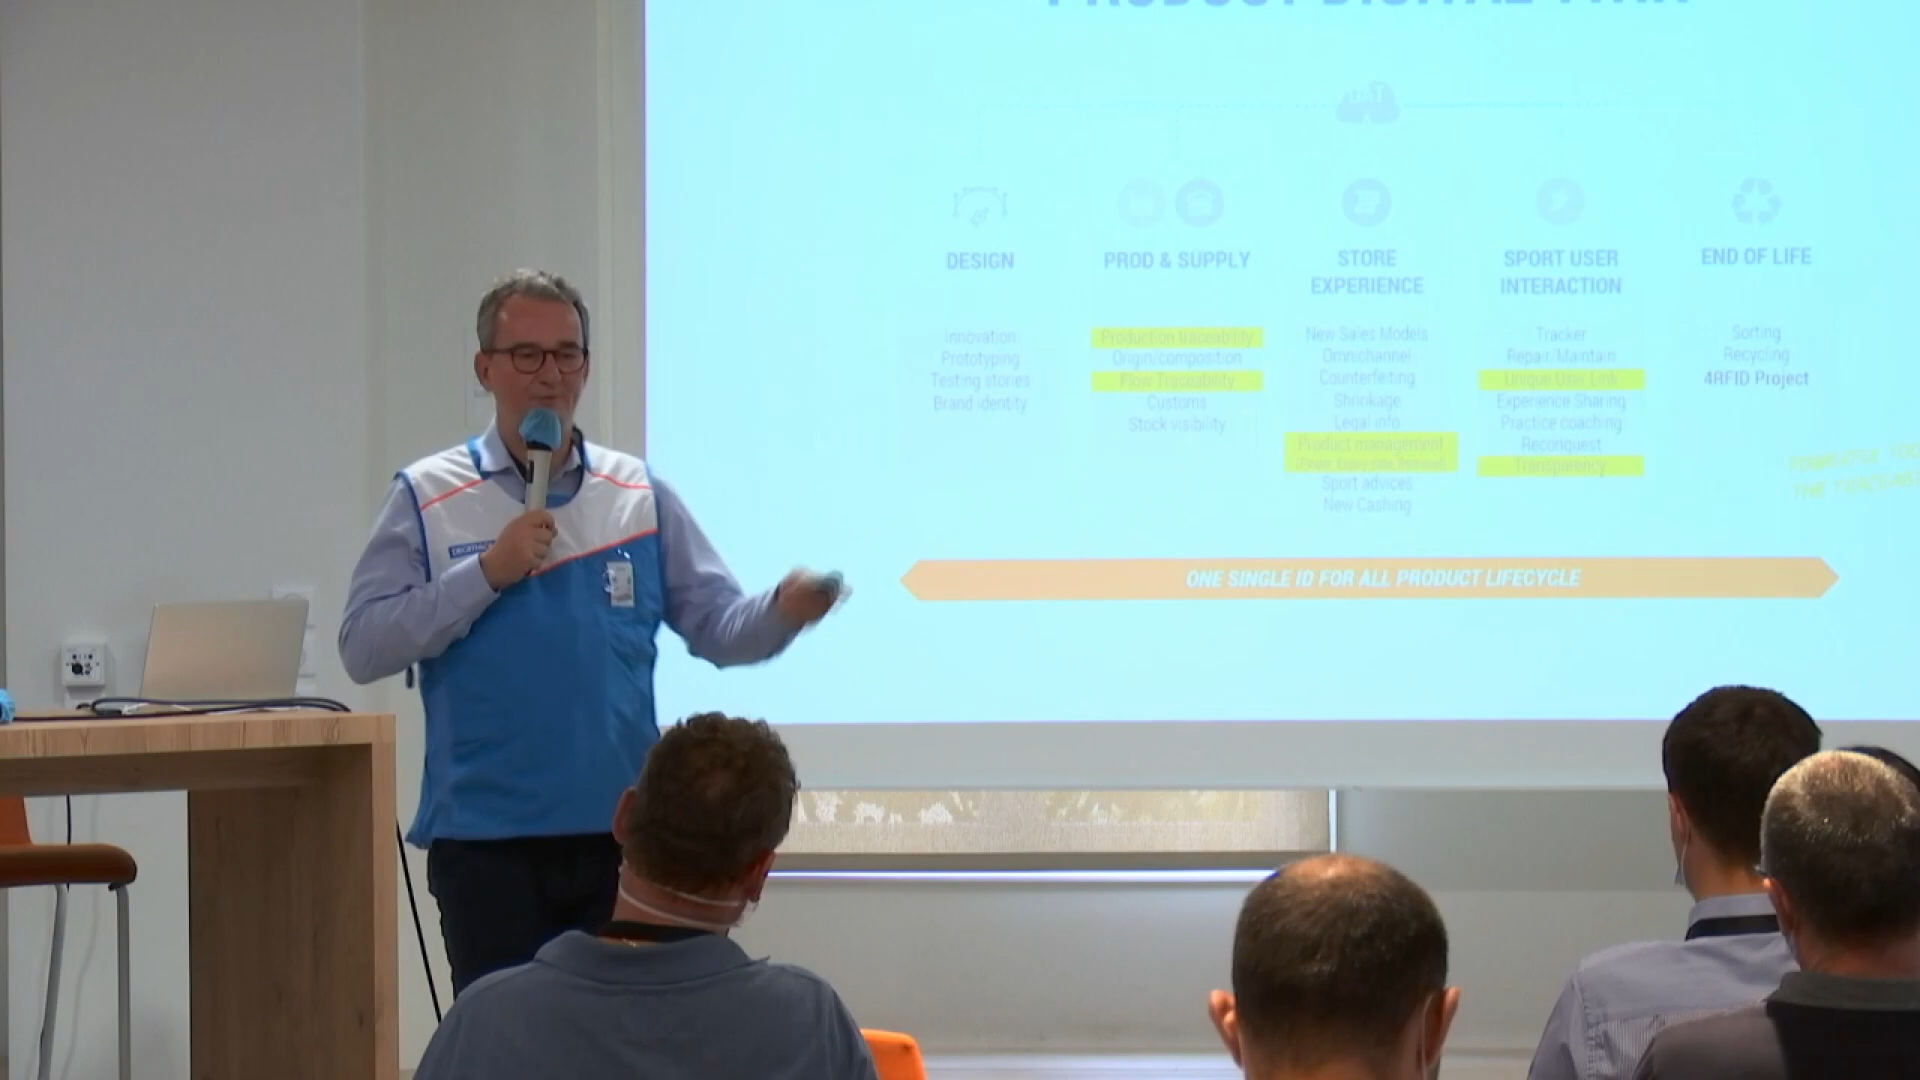 PRODUCT DIGITAL TWIN
DESIGN
Innovation
Prototyping
Testing stories
Brand identity
PROD & SUPPLY
Production traceability
Origin/composition
Flow Traceability
Customs
Stock visibility
STORE
EXPERIENCE
New Sales Models
Omnichannel
Counterfeiting
Shrinkage
Legal info
Product management
Sport advices
New Cashing
SPORT USER
INTERACTION
Tracker
Repair/Maintain
Unique User Link
Experience Sharing
Practice coaching
Reconquest
Transparency
END OF LIFE
Sorting
Recycling
4RFID Project
ONE SINGLE ID FOR ALL PRODUCT LIFECYCLE